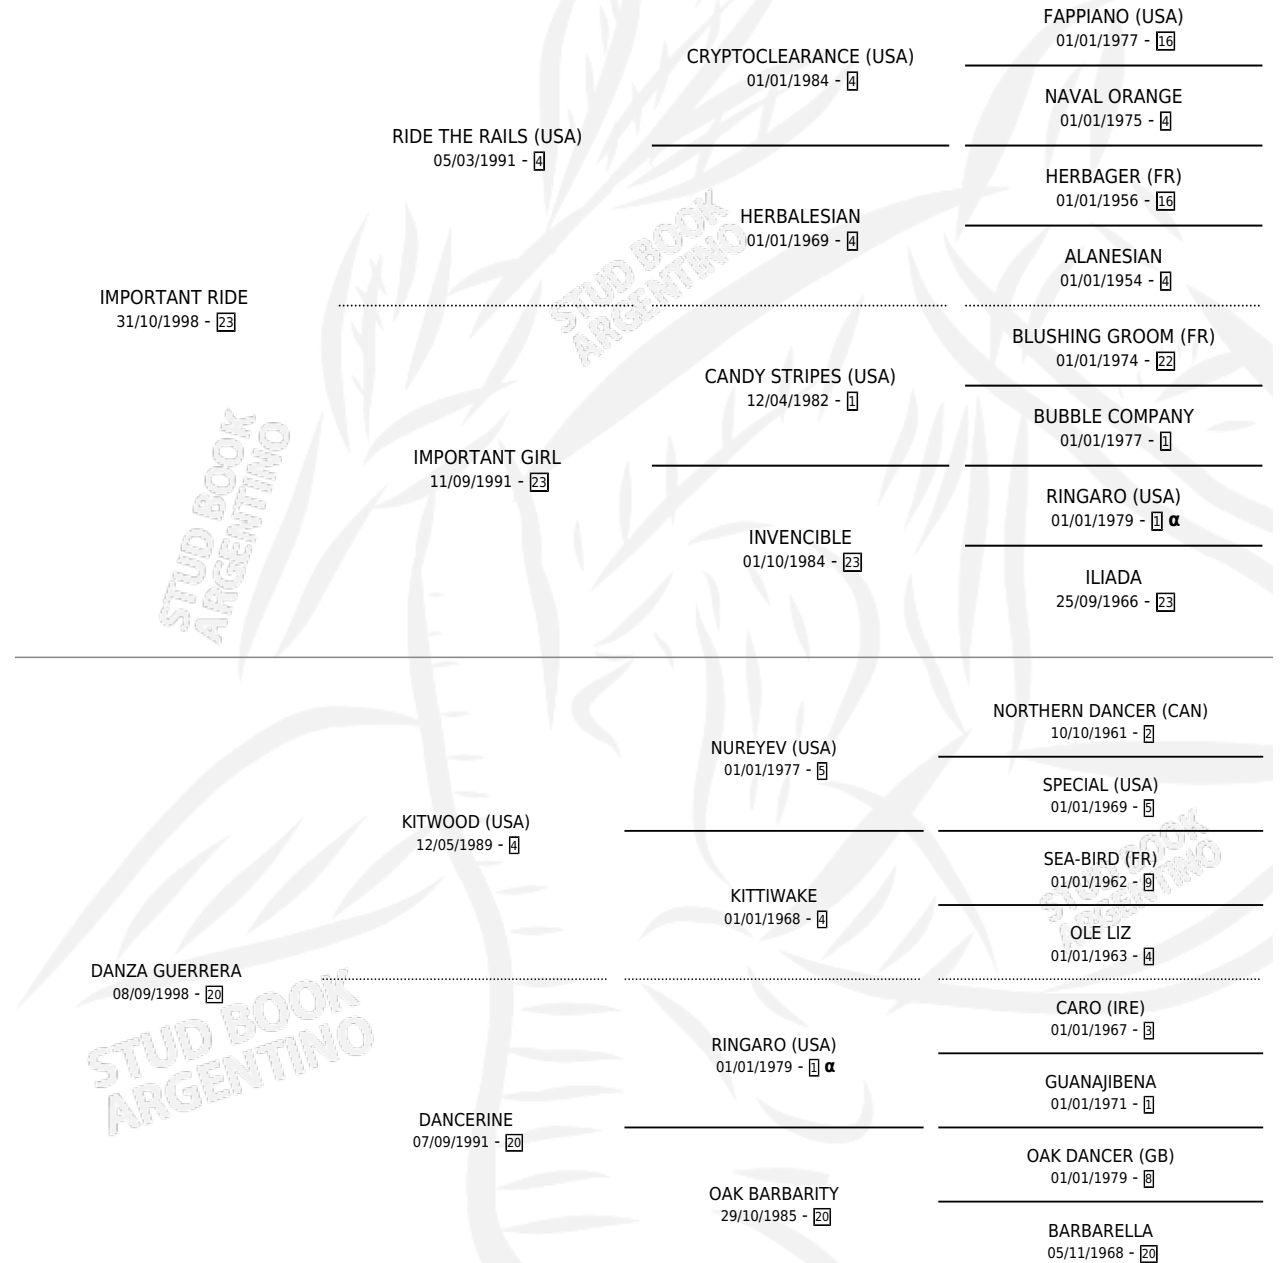 FAPPIANO (USA)
01/01/1977 - 16
CRYPTOCLEARANCE (USA)
01/01/1984 - 4
NAVAL ORANGE
01/01/1975 - 4
RIDE THE RAILS (USA)
05/03/1991 - 4
HERBAGER (FR)
01/01/1956 - 16
HERBALESIAN
01/01/1969 - 4
ALANESIAN
01/01/1954 - 4
IMPORTANT RIDE
31/10/1998 - 23
BLUSHING GROOM (FR)
01/01/1974 - 22
CANDY STRIPES (USA)
12/04/1982 - 1
BUBBLE COMPANY
01/01/1977 - 1
IMPORTANT GIRL
11/09/1991 - 23
RINGARO (USA)
01/01/1979 - 1 α
INVENCIBLE
01/10/1984 - 23
ILIADA
25/09/1966 - 23
STUD BOOK
ARGENTINO
STUD BOOK
ARGENTINO
NORTHERN DANCER (CAN)
10/10/1961 - 2
NUREYEV (USA)
01/01/1977 - 5
SPECIAL (USA)
01/01/1969 - 5
KITWOOD (USA)
12/05/1989 - 4
SEA-BIRD (FR)
01/01/1962 - 9
KITTIWAKE
01/01/1968 - 4
OLE LIZ
01/01/1963 - 4
DANZA GUERRERA
08/09/1998 - 20
CARO (IRE)
01/01/1967 - 3
RINGARO (USA)
01/01/1979 - 1 α
GUANAJIBENA
01/01/1971 - 1
DANCERINE
07/09/1991 - 20
OAK DANCER (GB)
01/01/1979 - 8
OAK BARBARITY
29/10/1985 - 20
BARBARELLA
05/11/1968 - 20
STUD BOOK
ARGENTINO
STUD BOOK
ARGENTINO